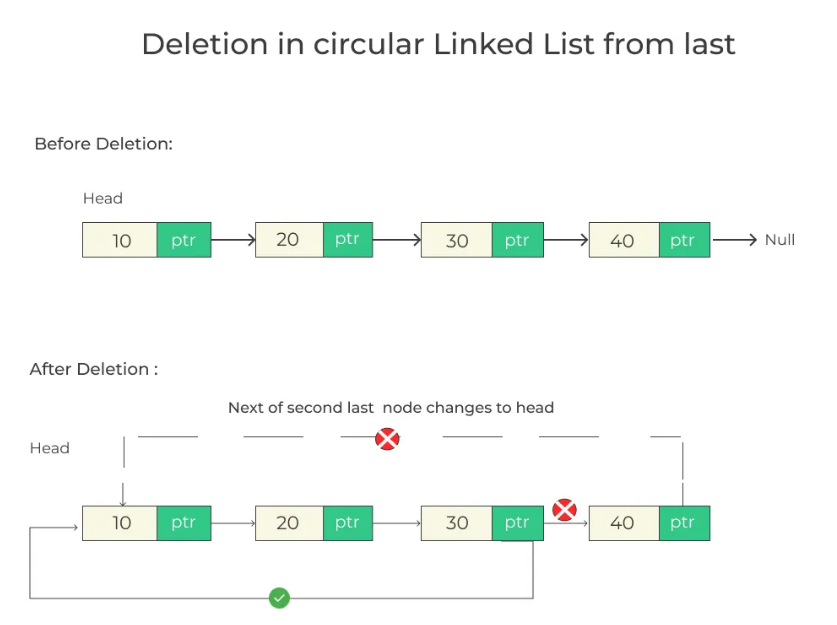 Deletion in circular Linked List from last
Before Deletion:
Head
10 ptr 20 ptr 30 ptr 40 ptr Null
After Deletion :
Next of second last node changes to head
Head
10 ptr 20 ptr 30 ptr 40 ptr